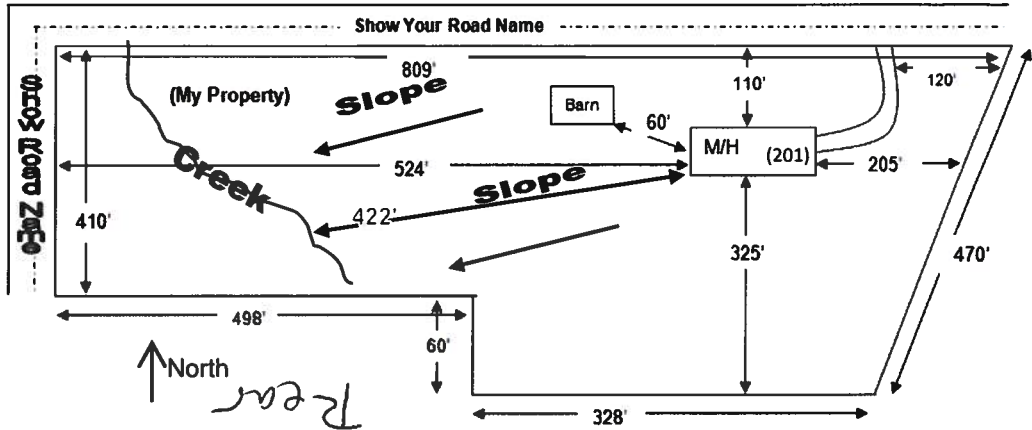 Show Your Road Name
Show Road Name
809'
(My Property)
Slope
110'
120'
Barn
60'
M/H (201)
Creek
524'
205'
Slope
422'
410'
325'
470'
498'
60'
North
Rear
328'